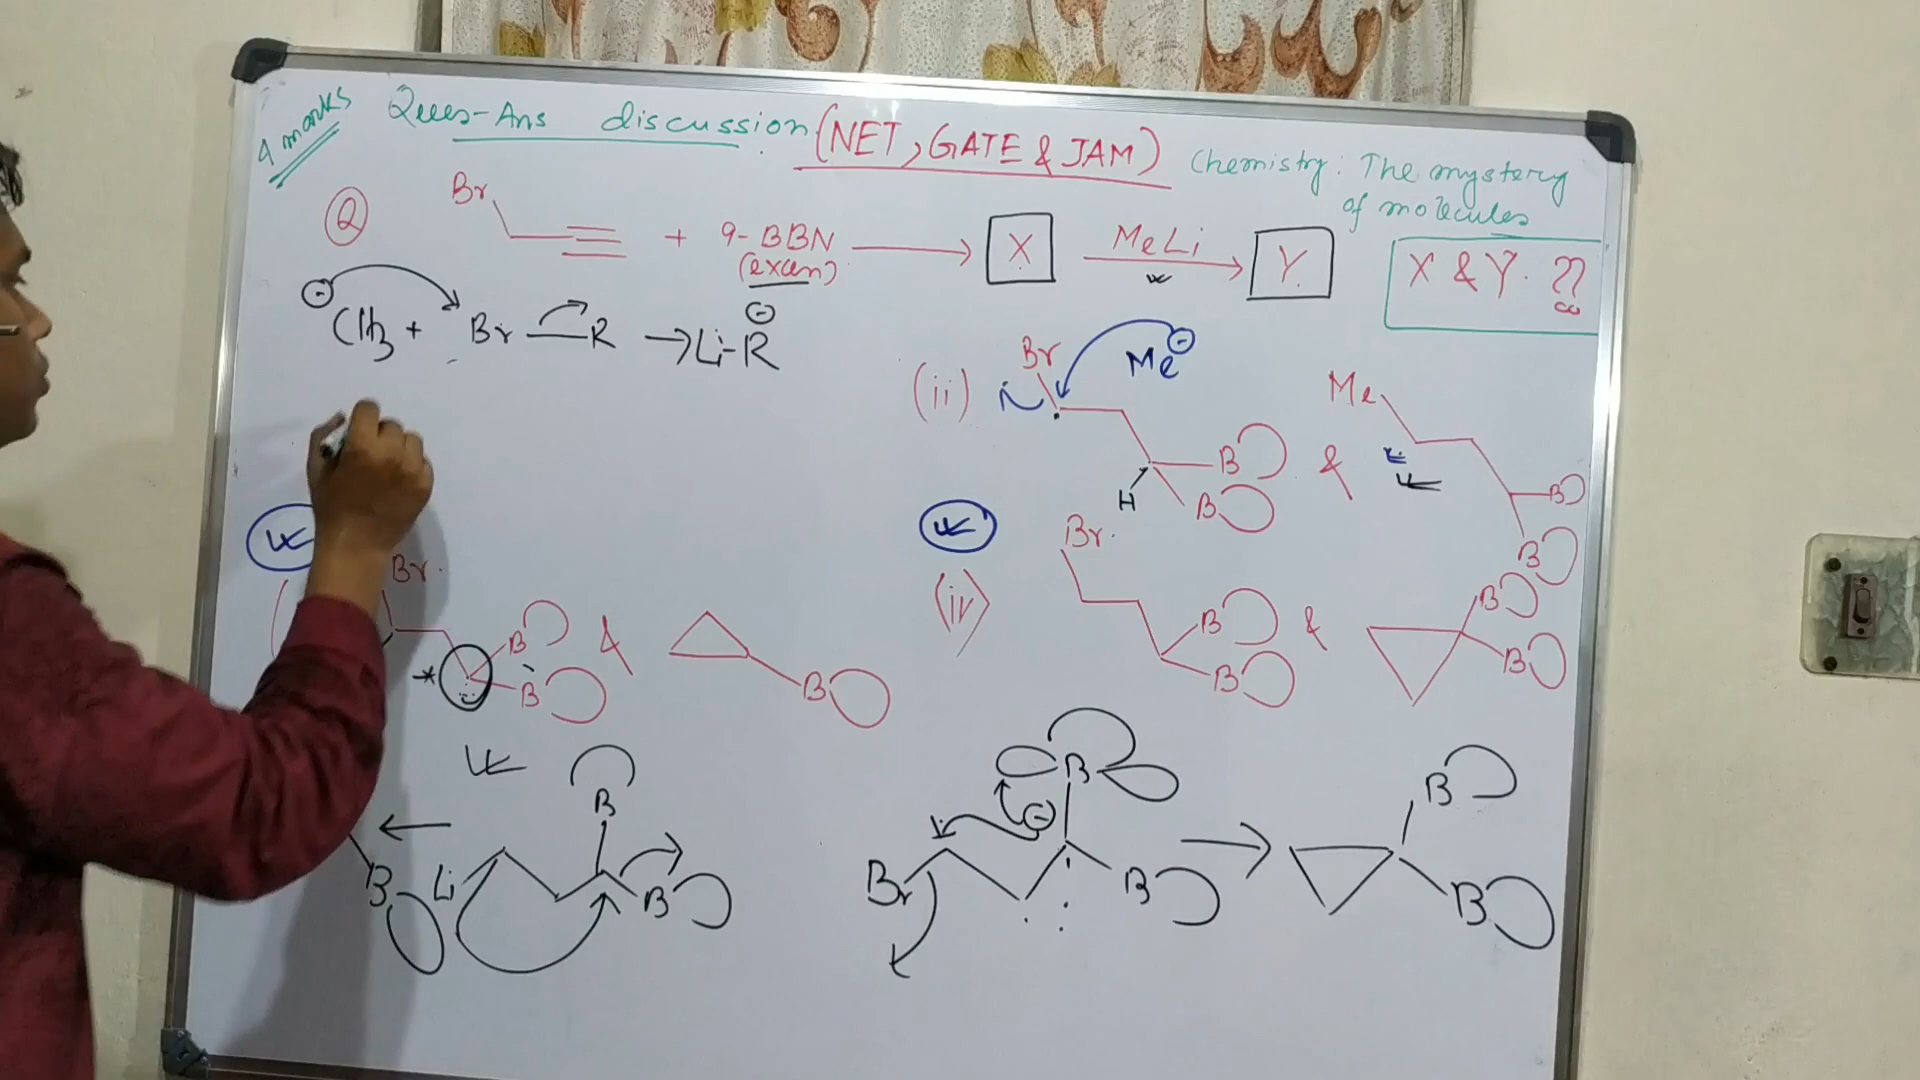 4 marks
Ques-Ans discussion (NET, GATE & JAM)
Chemistry: The mystery
of molecules
Q
Br
+ 9-BBN
(excen)
X
MeLi
Y
X & Y ??
⊖
CH3 + Br — R → Li-R
⊖
(ii)
Br
Me ⊖
H
B
B
&
Me
B
B
Br
* B
B
&
B
(iv)
Br
B
B
&
B
B
B
Li
B
B
Br
B
⊖
B
B
B